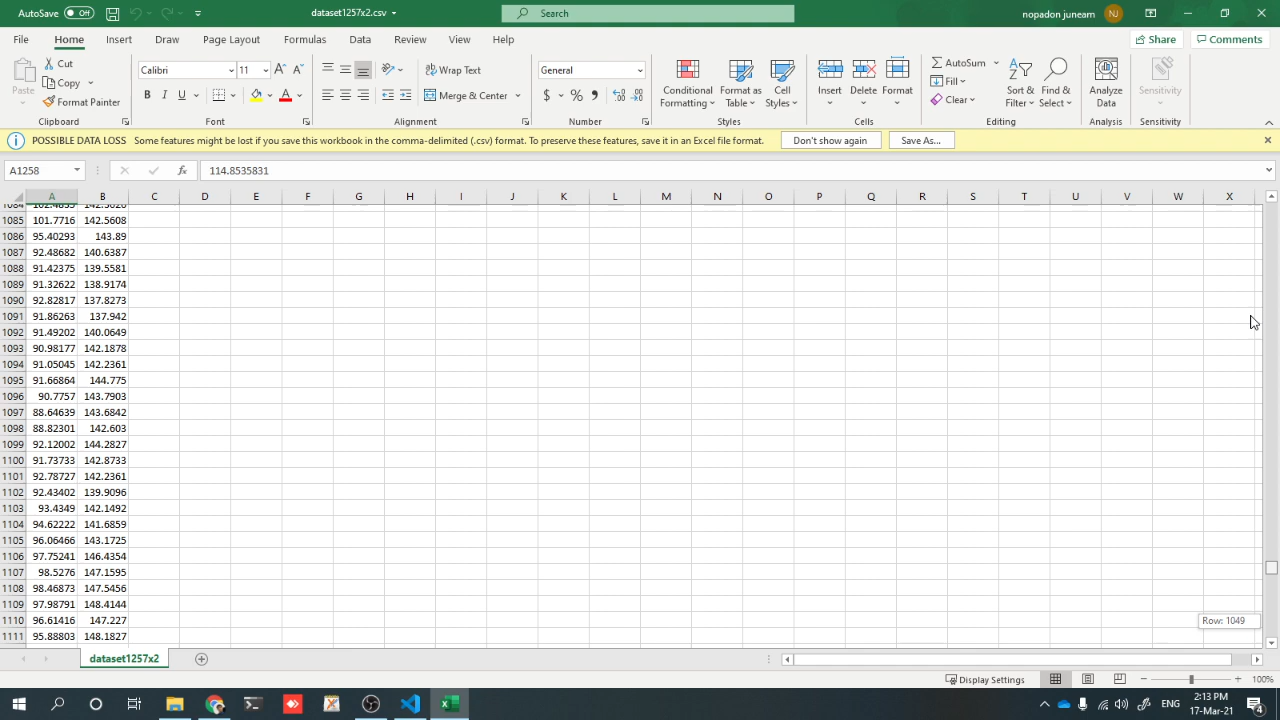 AutoSave Off dataset1257x2.csv Search nopadon juneam NJ
File Home Insert Draw Page Layout Formulas Data Review View Help Share Comments
Paste Cut Copy Format Painter
Calibri 11 B I U A
Wrap Text Merge & Center
General $ %
Conditional Formatting Format as Table Cell Styles
Insert Delete Format
AutoSum Fill Clear Sort & Filter Find & Select
Analyze Data Sensitivity
Clipboard Font Alignment Number Styles Cells Editing Analysis Sensitivity
POSSIBLE DATA LOSS Some features might be lost if you save this workbook in the comma-delimited (.csv) format. To preserve these features, save it in an Excel file format. Don't show again Save As...
A1258 fx 114.8535831
A B C D E F G H I J K L M N O P Q R S T U V W X
1085 101.7716 142.5608
1086 95.40293 143.89
1087 92.48682 140.6387
1088 91.42375 139.5581
1089 91.32622 138.9174
1090 92.82817 137.8273
1091 91.86263 137.942
1092 91.49202 140.0649
1093 90.98177 142.1878
1094 91.05045 142.2361
1095 91.66864 144.775
1096 90.7757 143.7903
1097 88.64639 143.6842
1098 88.82301 142.603
1099 92.12002 144.2827
1100 91.73733 142.8733
1101 92.78727 142.2361
1102 92.43402 139.9096
1103 93.4349 142.1492
1104 94.62222 141.6859
1105 96.06466 143.1725
1106 97.75241 146.4354
1107 98.5276 147.1595
1108 98.46873 147.5456
1109 97.98791 148.4144
1110 96.61416 147.227
1111 95.88803 148.1827
Row: 1049
dataset1257x2
Display Settings 100%
ENG 2:13 PM
17-Mar-21 4